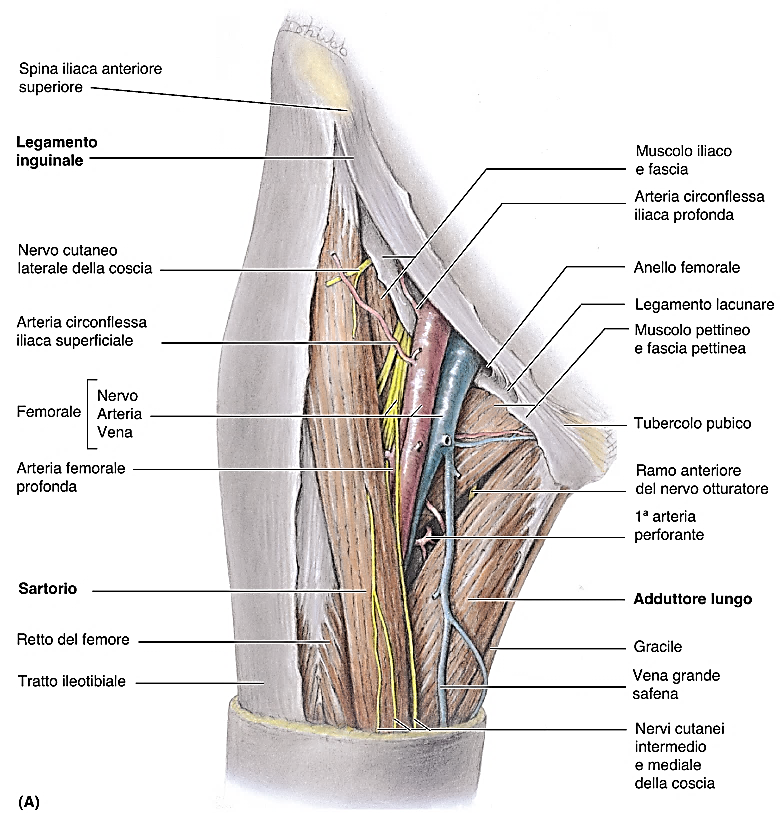 Spina iliaca anteriore
superiore
Legamento
inguinale
Nervo cutaneo
laterale della coscia
Arteria circonflessa
iliaca superficiale
Femorale
Nervo
Arteria
Vena
Arteria femorale
profonda
Sartorio
Retto del femore
Tratto ileotibiale
(A)
Muscolo iliaco
e fascia
Arteria circonflessa
iliaca profonda
Anello femorale
Legamento lacunare
Muscolo pettineo
e fascia pettinea
Tubercolo pubico
Ramo anteriore
del nervo otturatore
1ª arteria
perforante
Adduttore lungo
Gracile
Vena grande
safena
Nervi cutanei
intermedio
e mediale
della coscia